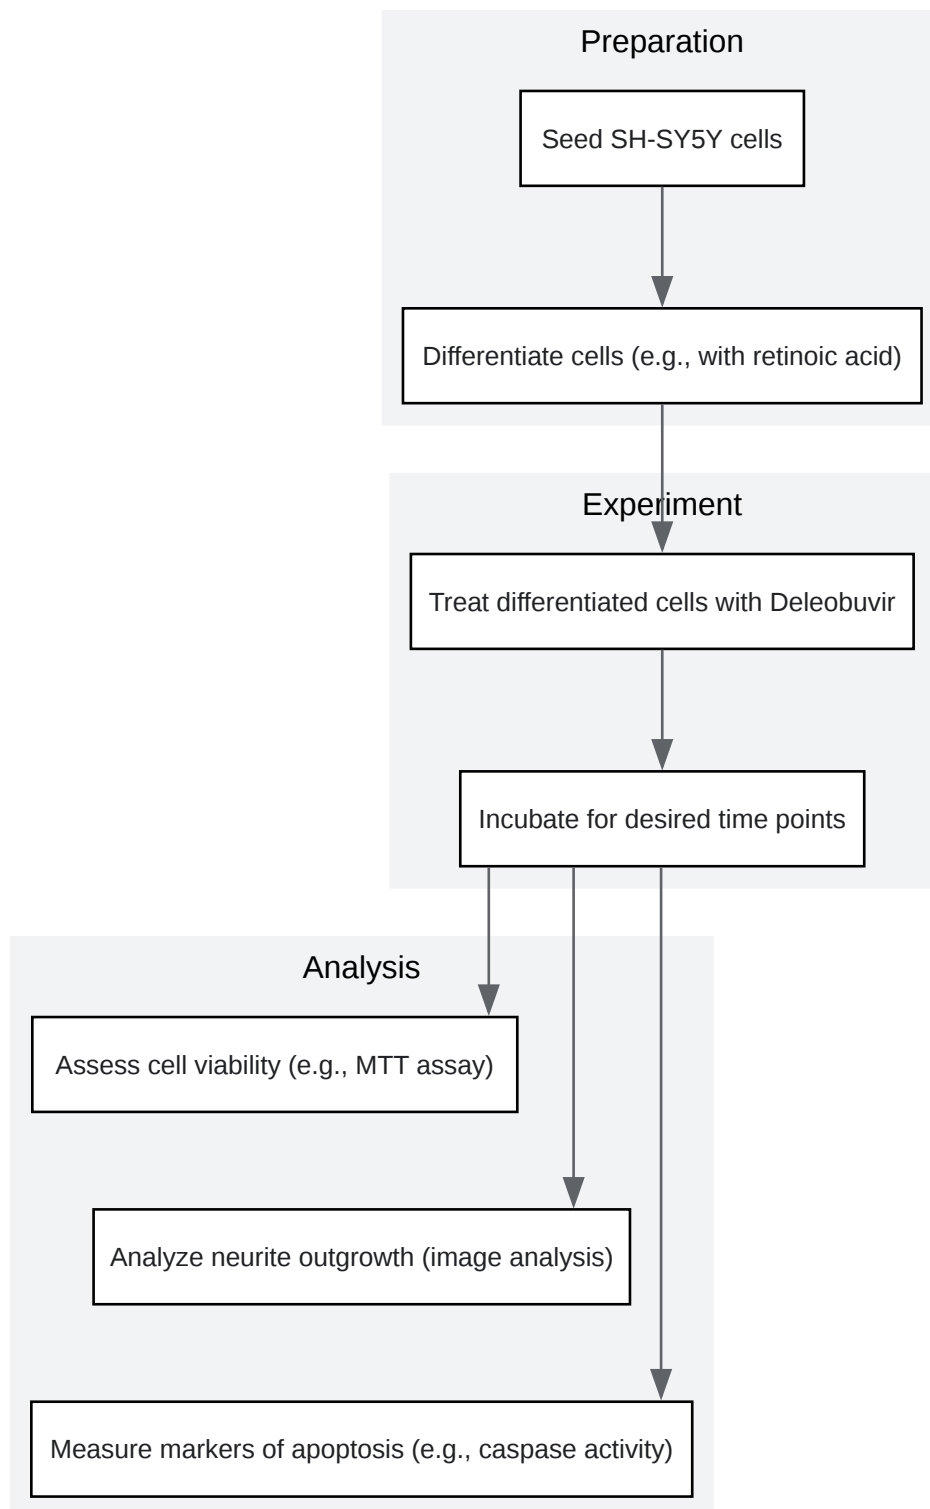 Preparation
Seed SH-SY5Y cells
Differentiate cells (e.g., with retinoic acid)
Experiment
Treat differentiated cells with Deleobuvir
Incubate for desired time points
Analysis
Assess cell viability (e.g., MTT assay)
Analyze neurite outgrowth (image analysis)
Measure markers of apoptosis (e.g., caspase activity)